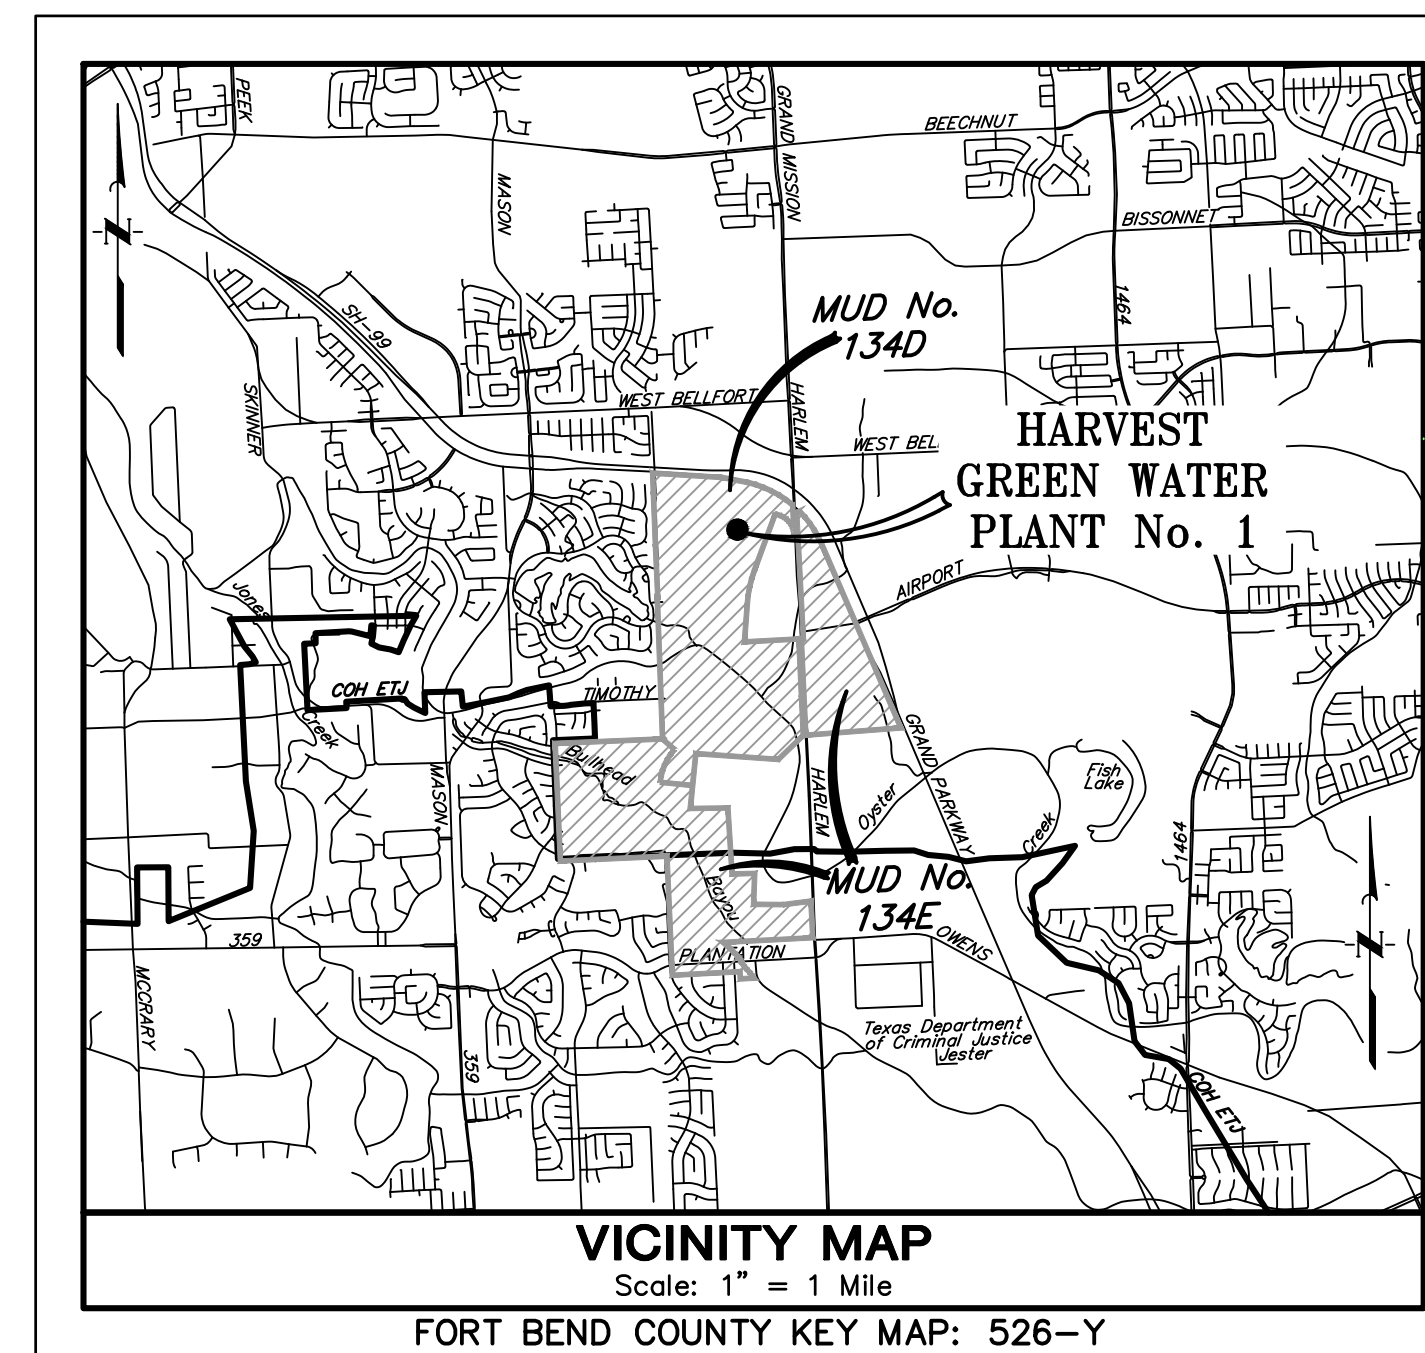 PEEK
GRAND MISSION
BEECHNUT
MASON
BISSONNET
N
SH-99
1464
MUD No.
134D
SKINNER
WEST BELLFORT
HARLEM
WEST BEL
HARVEST
GREEN WATER
PLANT No. 1
AIRPORT
Jones
COH ETJ
TIMOTHY
Creek
Bullhead
GRAND PARKWAY
MASON
HARLEM
Oyster
Fish
Lake
Creek
1464
Bayou
MUD No.
134E
359
PLANTATION
OWENS
N
MCCRARY
Texas Department
of Criminal Justice
Jester
359
COH ETJ
VICINITY MAP
Scale: 1" = 1 Mile
FORT BEND COUNTY KEY MAP: 526-Y